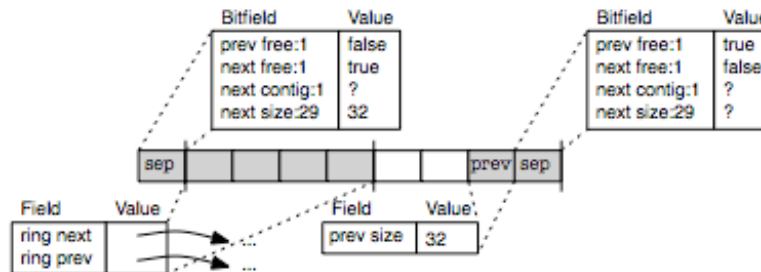 Bitfield Value
prev free:1 false
next free:1 true
next contig:1 ?
next size:29 32
Bitfield Value
prev free:1 true
next free:1 false
next contig:1 ?
next size:29 ?
sep prev sep
Field Value
ring next ...
ring prev ...
Field Value
prev size 32